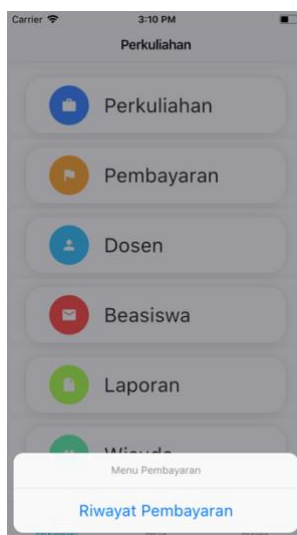 Carrier 3:10 PM
Perkuliahan
Perkuliahan
Pembayaran
Dosen
Beasiswa
Laporan
Menu Pembayaran
Riwayat Pembayaran